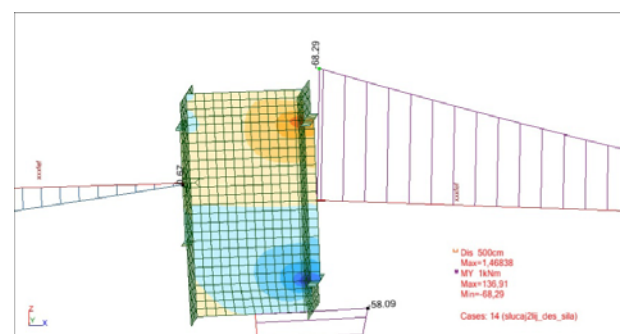 -68.29
0.67
Dis 500cm
Max=1,46838
MY 1kNm
Max=136,91
Min=-68,29
58.09
Cases: 14 (slucaj2lij_des_sila)
Z
Y
X